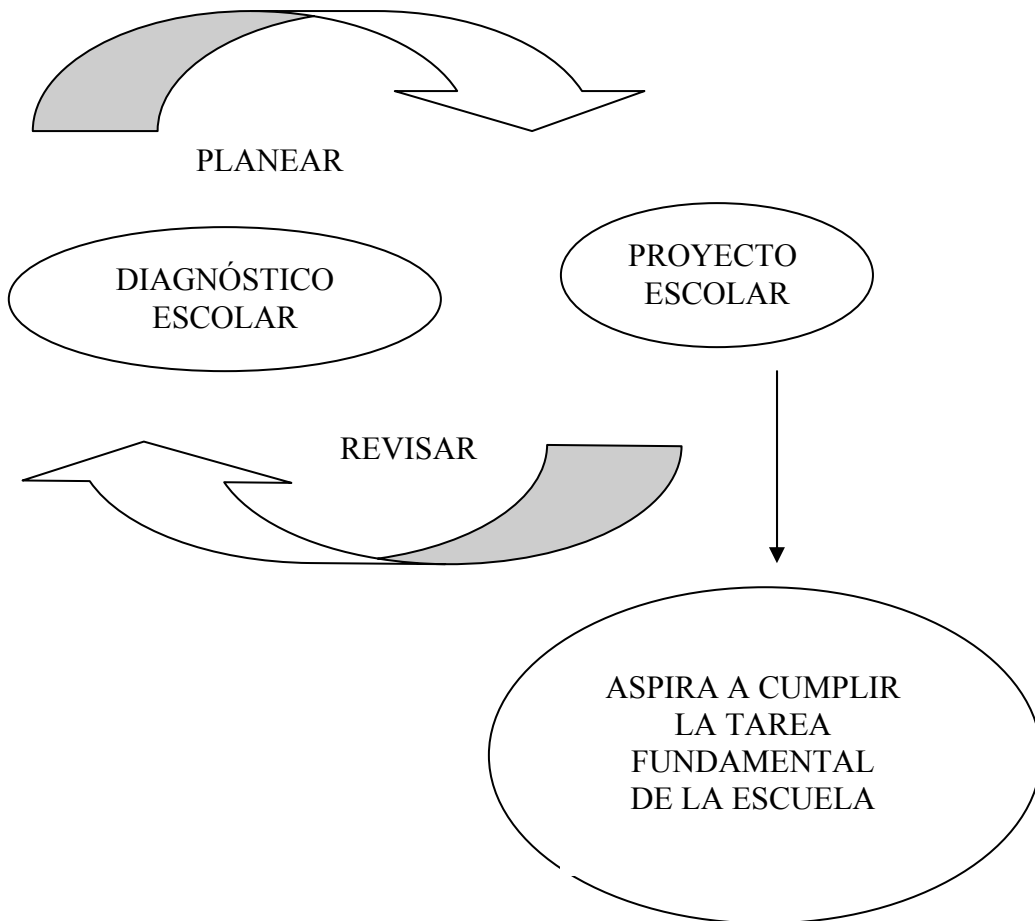 PLANEAR
DIAGNÓSTICO
ESCOLAR
PROYECTO
ESCOLAR
REVISAR
ASPIRA A CUMPLIR
LA TAREA
FUNDAMENTAL
DE LA ESCUELA